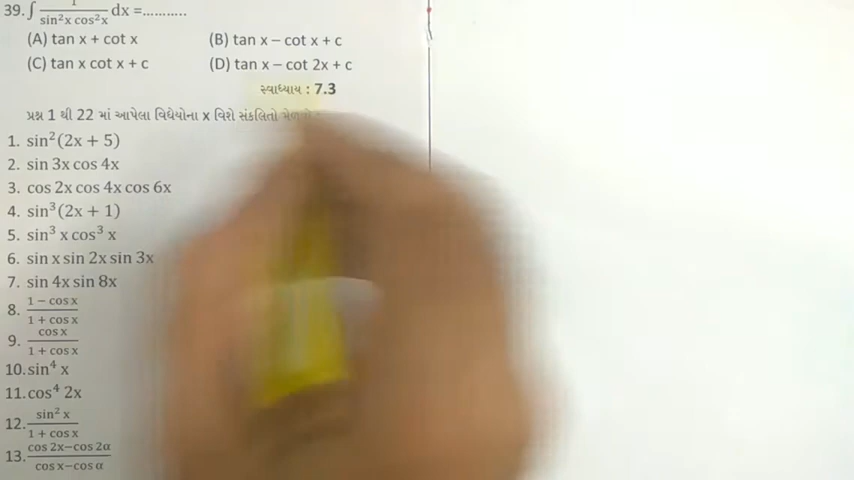 39. ∫ 1/(sin²x cos²x) dx =...........
(A) tan x + cot x (B) tan x – cot x + c
(C) tan x cot x + c (D) tan x – cot 2x + c
સ્વાધ્યાય : 7.3
પ્રશ્ન 1 થી 22 માં આપેલા વિધેયોના x વિશે સંકલિતો
1. sin²(2x + 5)
2. sin 3x cos 4x
3. cos 2x cos 4x cos 6x
4. sin³(2x + 1)
5. sin³ x cos³ x
6. sin x sin 2x sin 3x
7. sin 4x sin 8x
8. (1 – cos x)/(1 + cos x)
9. cos x/(1 + cos x)
10. sin⁴ x
11. cos⁴ 2x
12. sin² x/(1 + cos x)
13. (cos 2x–cos 2α)/(cos x–cos α)